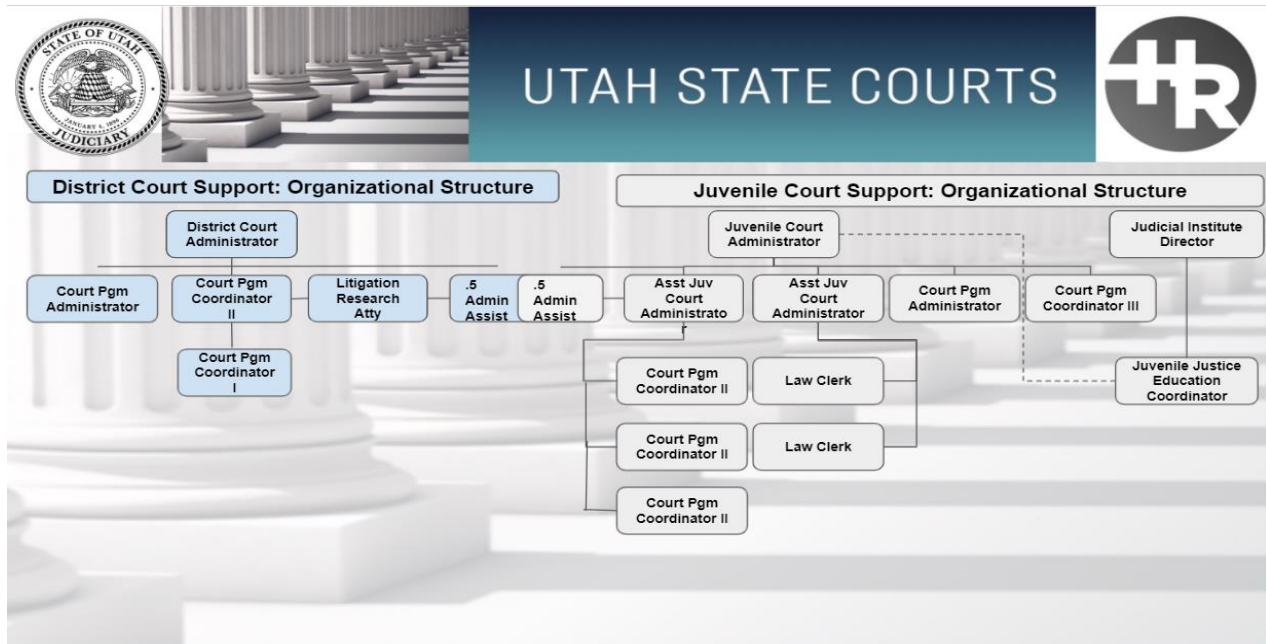 STATE OF UTAH
JANUARY 4, 1896
JUDICIARY
UTAH STATE COURTS
HR
District Court Support: Organizational Structure
Juvenile Court Support: Organizational Structure
District Court
Administrator
Juvenile Court
Administrator
Judicial Institute
Director
Court Pgm
Administrator
Court Pgm
Coordinator
II
Litigation
Research
Atty
.5
Admin
Assist
.5
Admin
Assist
Asst Juv
Court
Administrato
r
Asst Juv
Court
Administrator
Court Pgm
Administrator
Court Pgm
Coordinator III
Court Pgm
Coordinator
I
Court Pgm
Coordinator II
Law Clerk
Juvenile Justice
Education
Coordinator
Court Pgm
Coordinator II
Law Clerk
Court Pgm
Coordinator II